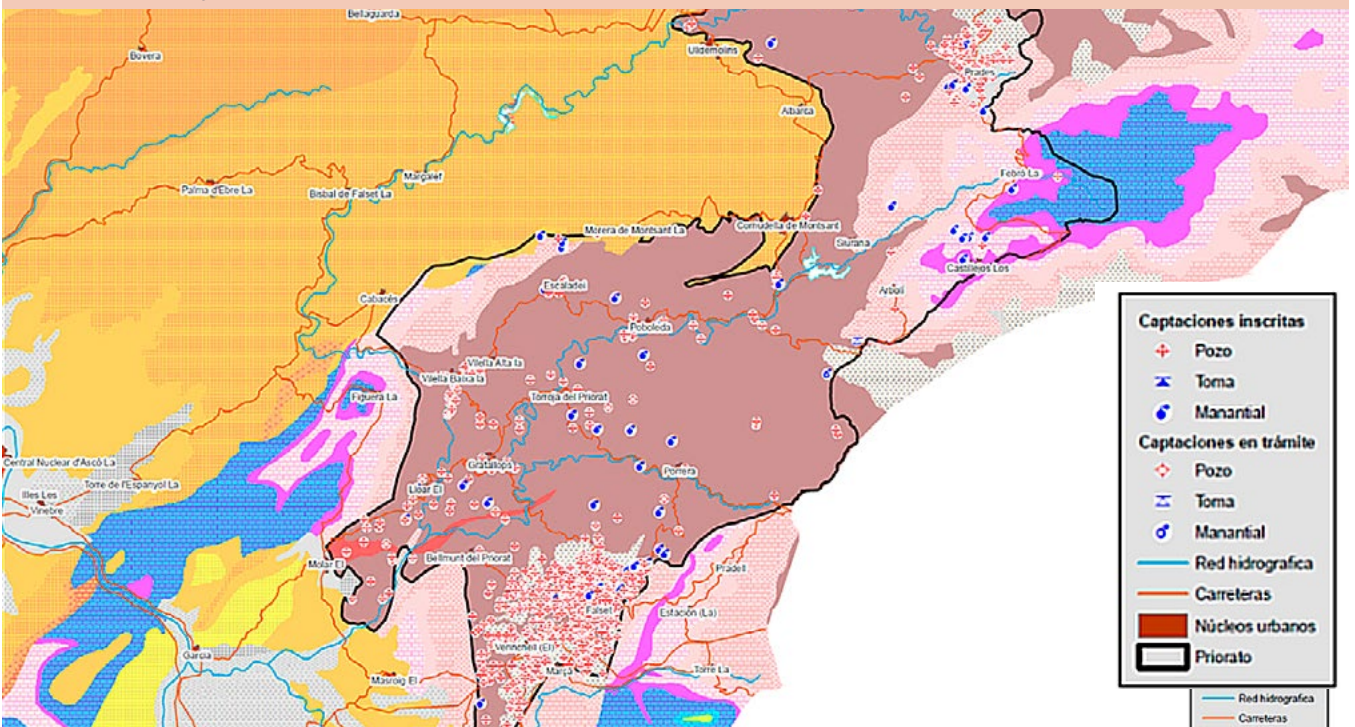 Bellaguarda
Bovera
Ulldemolins
Prades
Albarca
Margalef
Palma d'Ebre La
Bisbal de Falset La
Febró La
Morera de Montsant La
Cornudella de Montsant
Siurana
Castillejos Los
Escaladei
Cabacés
Arbolí
Poboleda
Vilella Alta la
Vilella Baixa la
Figuera La
Torroja del Priorat
Central Nuclear d'Ascó La
Gratallops
Porrera
Torre de l'Espanyol La
Lloar El
Illes Les
Vinebre
Bellmunt del Priorat
Molar El
Pradell
Falset
Estación (La)
Garcia
Marçà
Torre La
Masroig El
Captaciones inscritas
Pozo
Toma
Manantial
Captaciones en trámite
Pozo
Toma
Manantial
Red hidrografica
Carreteras
Núcleos urbanos
Priorato
Red hidrografica
Carreteras